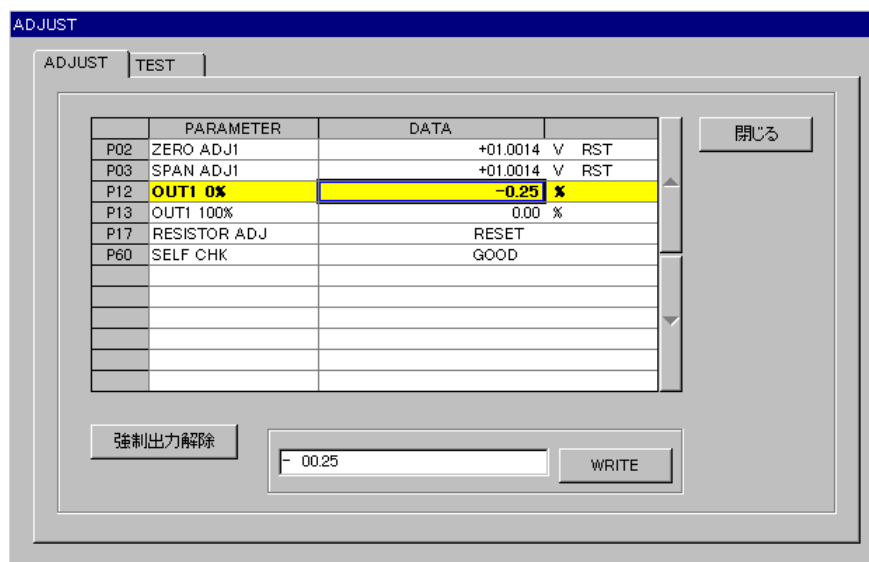 ADJUST
ADJUST TEST
PARAMETER DATA
P02 ZERO ADJ1 +01.0014 V RST
P03 SPAN ADJ1 +01.0014 V RST
P12 OUT1 0% -0.25 %
P13 OUT1 100% 0.00 %
P17 RESISTOR ADJ RESET
P60 SELF CHK GOOD
閉じる
強制出力解除
- 00.25
WRITE